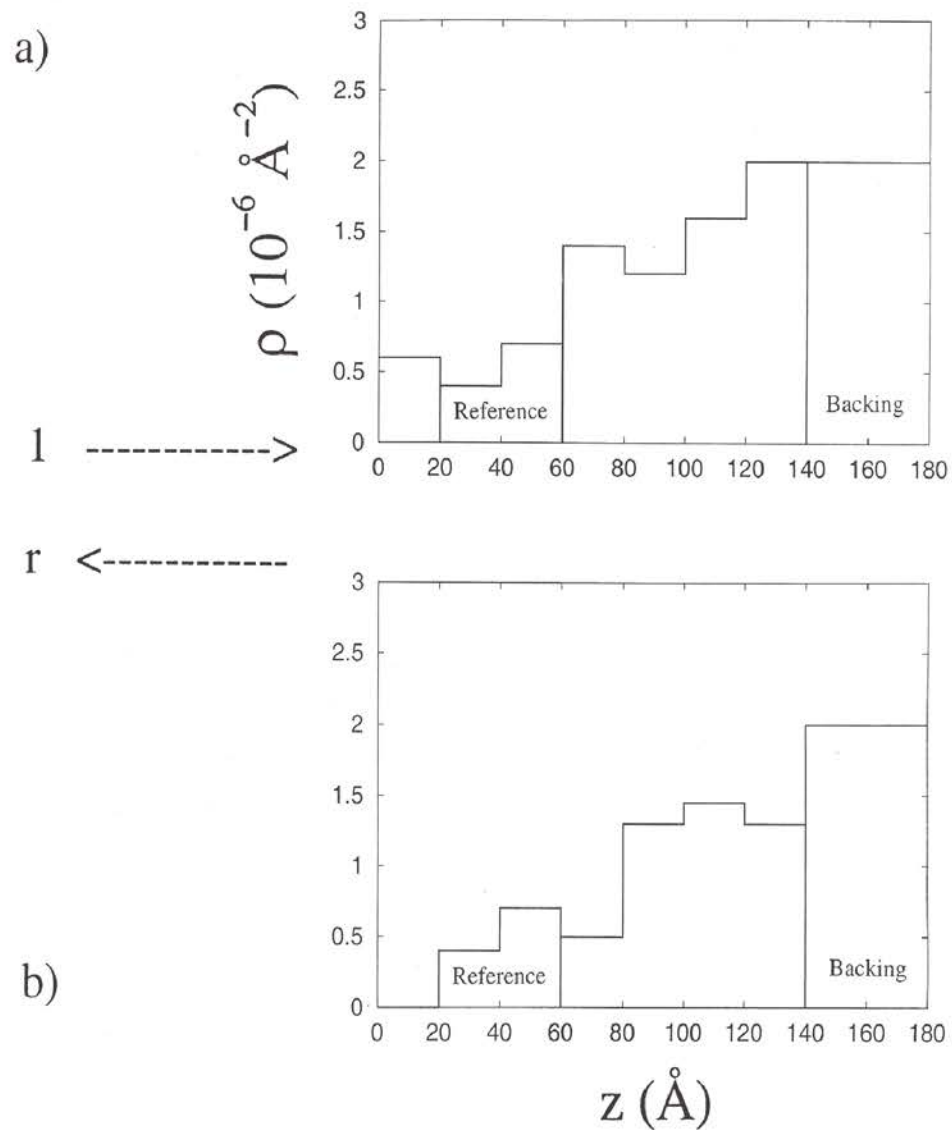 a)
ρ (10⁻⁶ Å⁻²)
3
2.5
2
1.5
1
0.5
0
Reference
Backing
0 20 40 60 80 100 120 140 160 180
l ----------->
r <-----------
3
2.5
2
1.5
1
0.5
0
Reference
Backing
b)
0 20 40 60 80 100 120 140 160 180
z (Å)